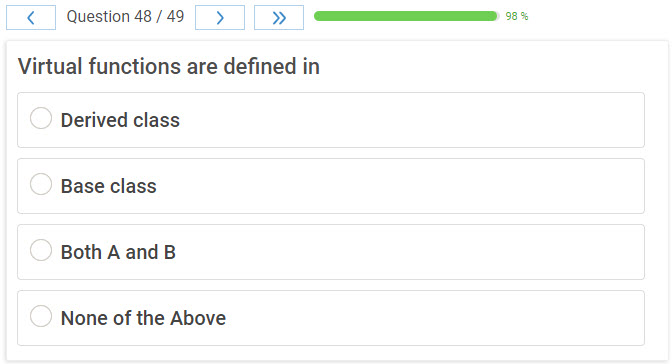 Question 48 / 49
98 %
Virtual functions are defined in
Derived class
Base class
Both A and B
None of the Above